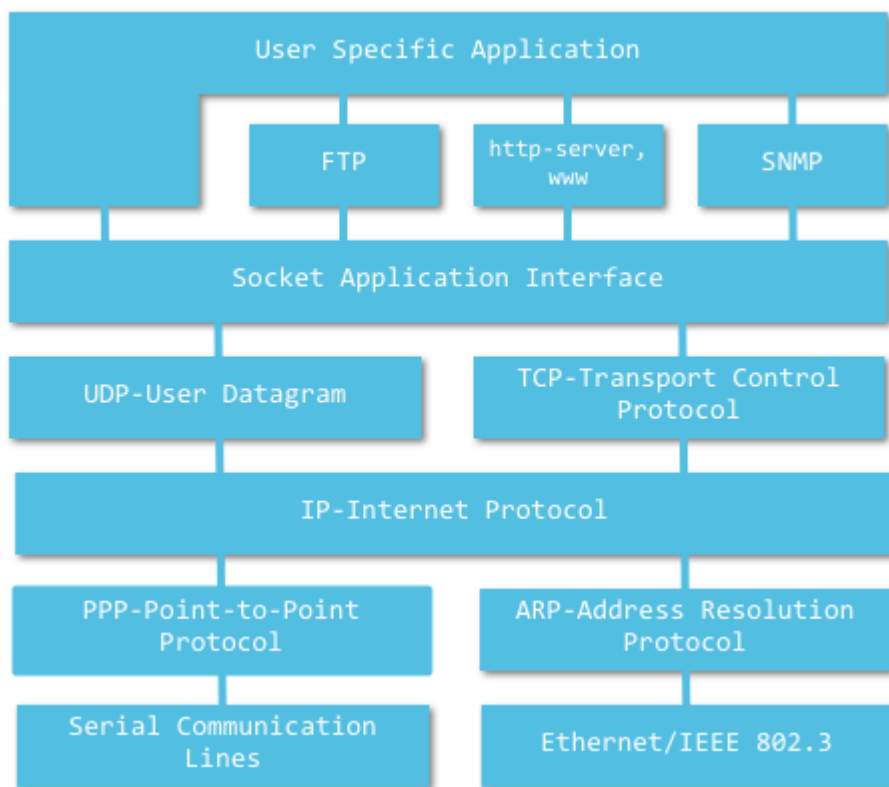 User Specific Application
FTP
http-server,
www
SNMP
Socket Application Interface
UDP-User Datagram
TCP-Transport Control
Protocol
IP-Internet Protocol
PPP-Point-to-Point
Protocol
ARP-Address Resolution
Protocol
Serial Communication
Lines
Ethernet/IEEE 802.3